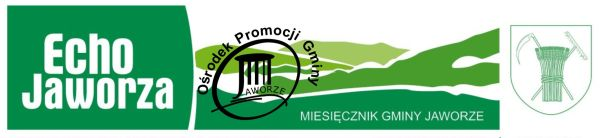 Echo
Jaworza
Ośrodek Promocji Gminy
JAWORZE
MIESIĘCZNIK GMINY JAWORZE